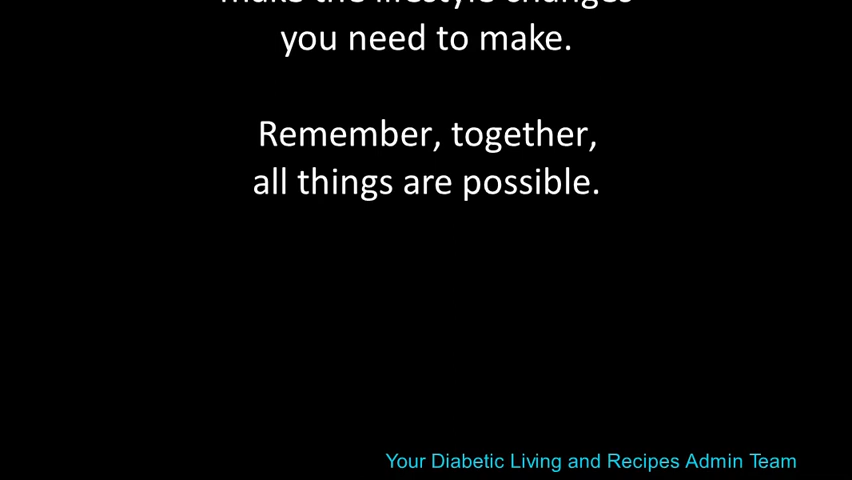 make the lifestyle changes
you need to make.
Remember, together,
all things are possible.
Your Diabetic Living and Recipes Admin Team